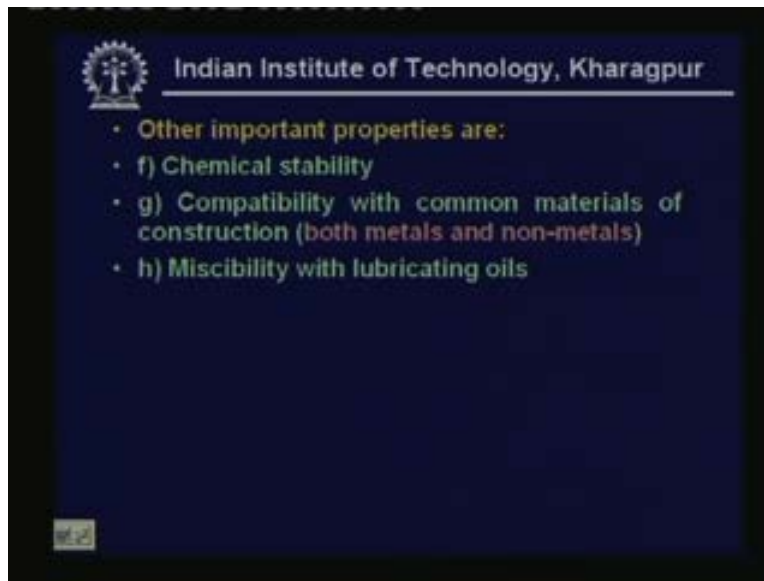 Indian Institute of Technology, Kharagpur
• Other important properties are:
• f) Chemical stability
• g) Compatibility with common materials of
construction (both metals and non-metals)
• h) Miscibility with lubricating oils